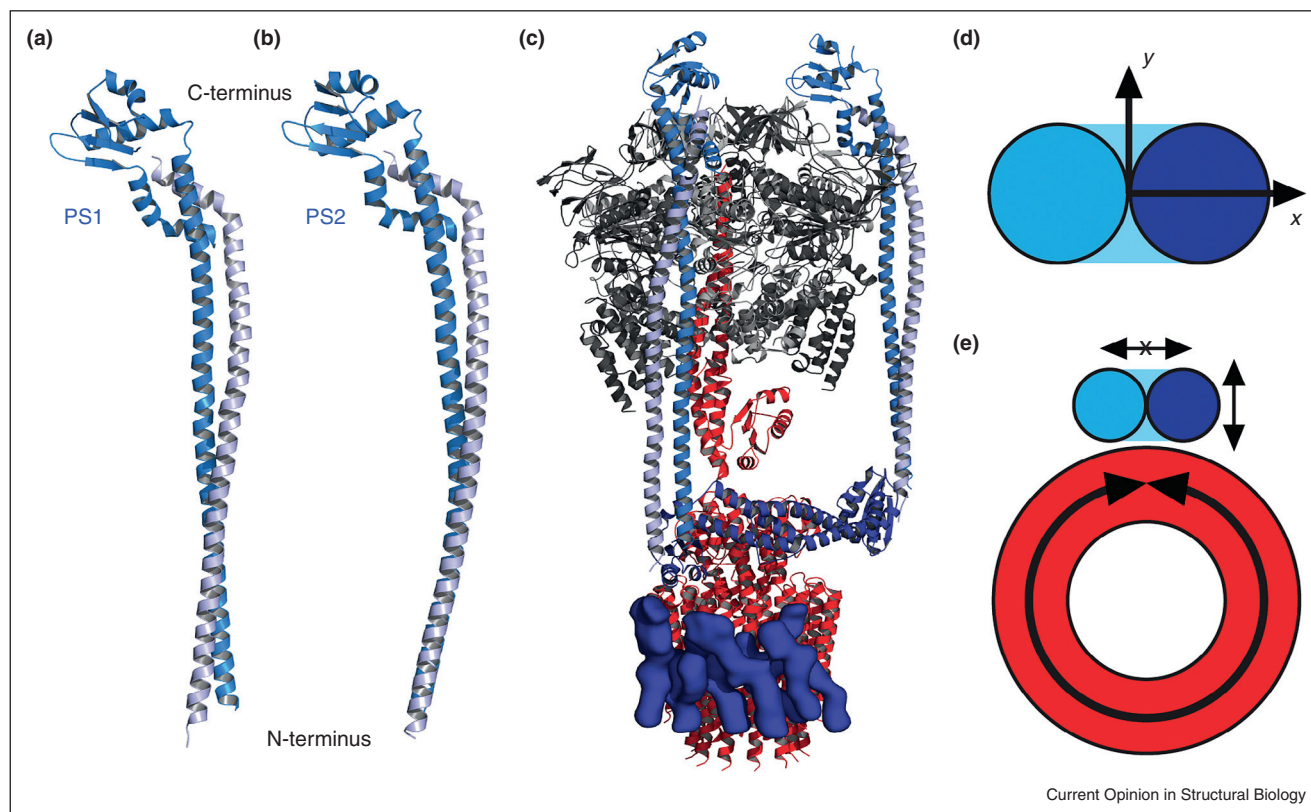 (a)
(b)
(c)
(d)
C-terminus
PS1
PS2
N-terminus
y
x
(e)
x
Current Opinion in Structural Biology